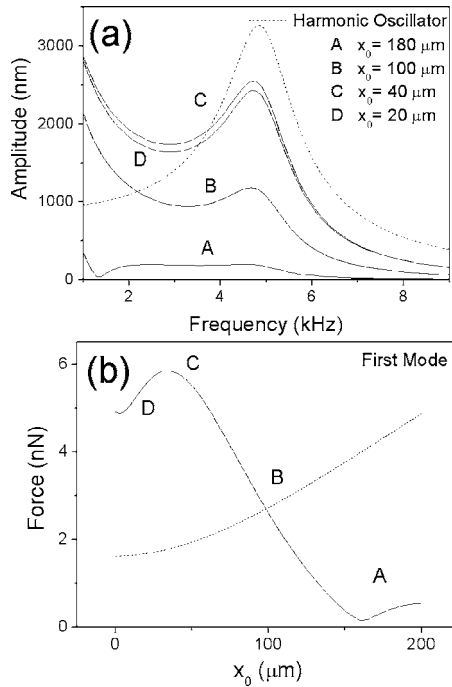 (a)
Harmonic Oscillator
A x₀= 180 μm
B x₀= 100 μm
C x₀= 40 μm
D x₀= 20 μm
3000
2000
1000
0
Amplitude (nm)
C
D
B
A
2 4 6 8
Frequency (kHz)
(b)
First Mode
6
4
2
0
Force (nN)
C
D
B
A
0 100 200
x₀ (μm)